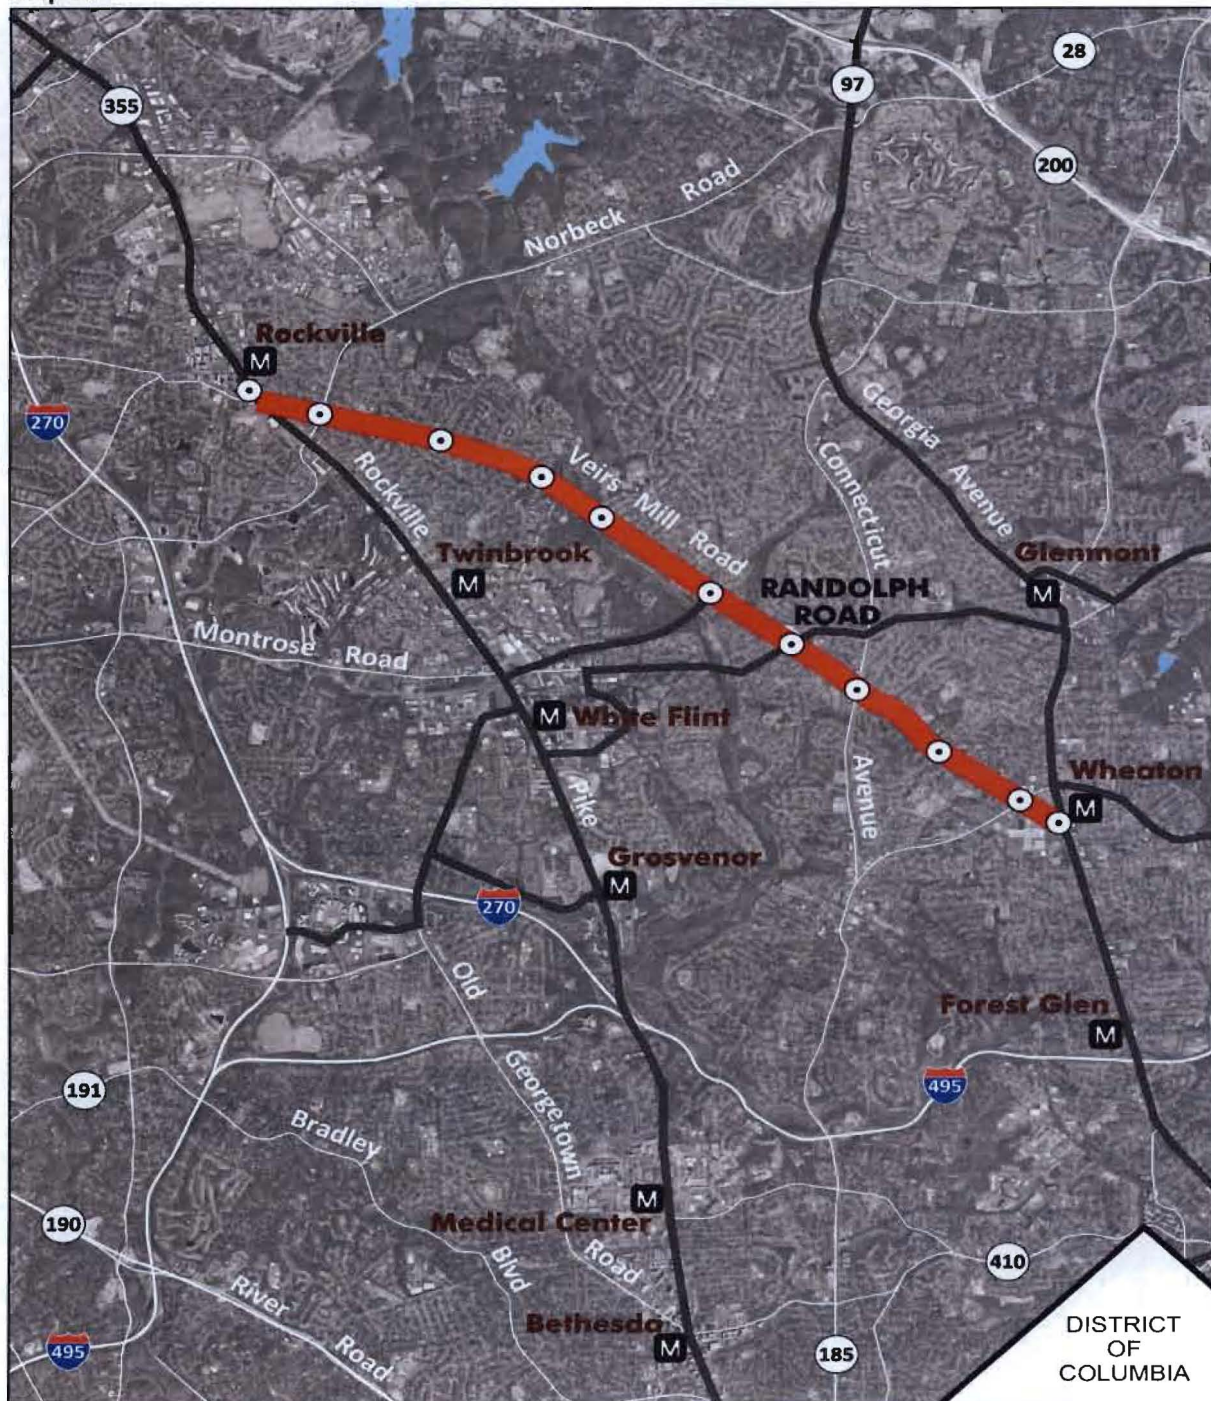 28
97
355
200
Norbeck Road
Rockville
M
270
Georgia Avenue
Connecticut
Veirs Mill Road
Rockville
Twinbrook
M
Glenmont
M
RANDOLPH
ROAD
Montrose Road
M
White Flint
Wheaton
M
Avenue
Pike
Grosvenor
M
270
Old
Forest Glen
M
495
191
Georgetown
Bradley
M
Medical Center
190
410
Road
Blvd
River
Road
Bethesda
M
495
185
DISTRICT
OF
COLUMBIA